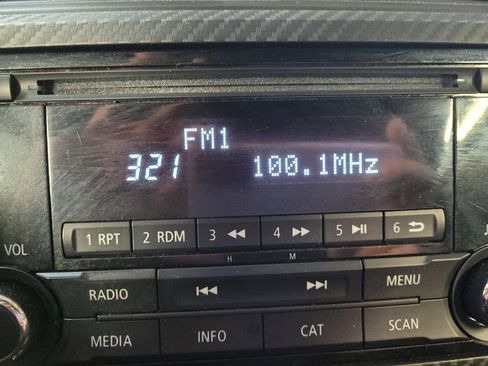 FM1
321 100.1MHz
VOL
1 RPT 2 RDM 3 4 5 6
H M
RADIO MENU
MEDIA INFO CAT SCAN